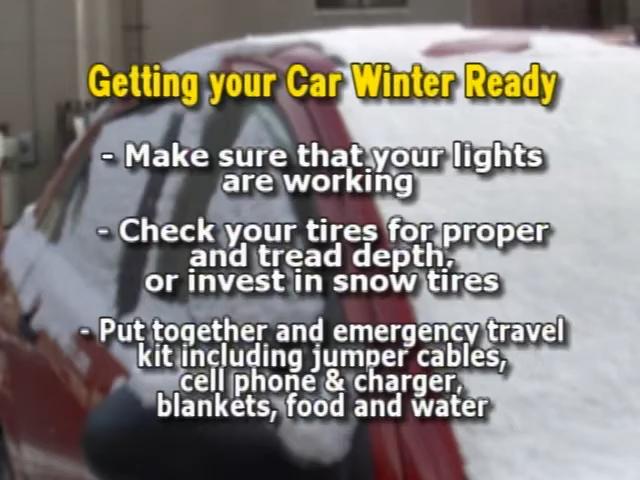 Getting your Car Winter Ready
- Make sure that your lights
are working
- Check your tires for proper
and tread depth,
or invest in snow tires
- Put together and emergency travel
kit including jumper cables,
cell phone & charger,
blankets, food and water